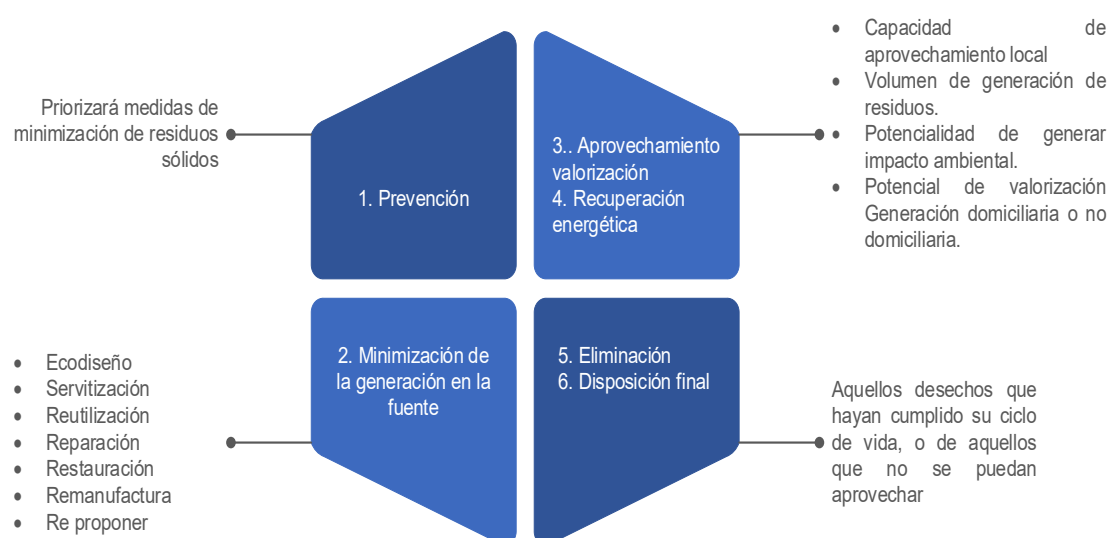 Priorizará medidas de
minimización de residuos
sólidos
1. Prevención
3.. Aprovechamiento
valorización
4. Recuperación
energética
• Capacidad de
aprovechamiento local
• Volumen de generación de
residuos.
• Potencialidad de generar
impacto ambiental.
• Potencial de valorización
Generación domiciliaria o no
domiciliaria.
• Ecodiseño
• Servitización
• Reutilización
• Reparación
• Restauración
• Remanufactura
• Re proponer
2. Minimización de
la generación en la
fuente
5. Eliminación
6. Disposición final
Aquellos desechos que
hayan cumplido su ciclo
de vida, o de aquellos
que no se puedan
aprovechar